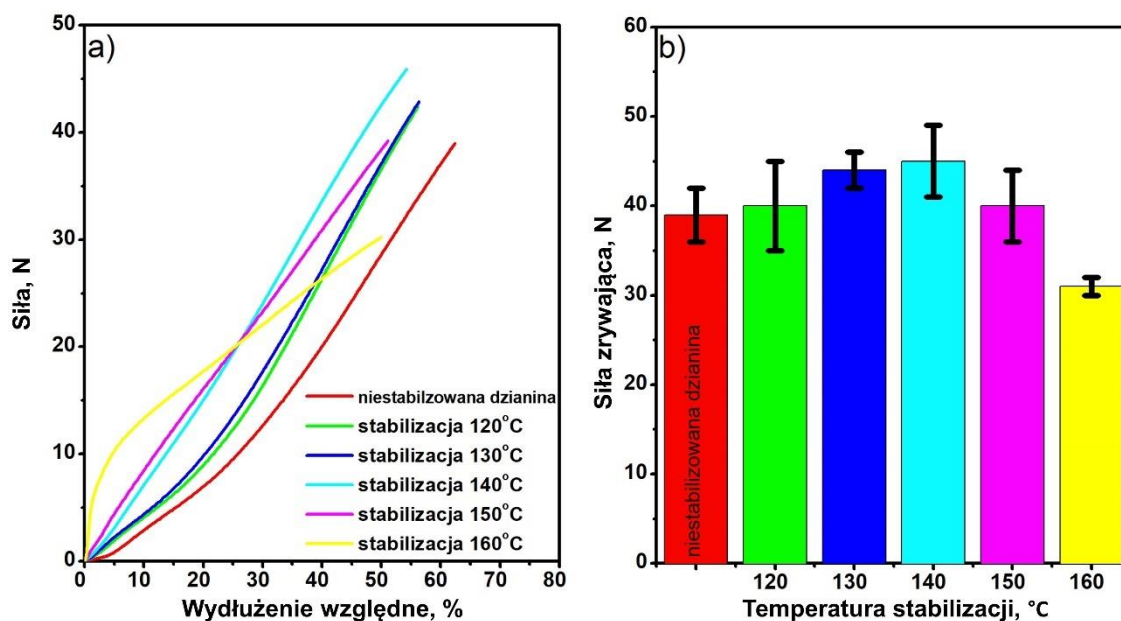 a)
50
40
30
20
10
0
Siła, N
0 10 20 30 40 50 60 70 80
Wydłużenie względne, %
niestabilzowana dzianina
stabilizacja 120°C
stabilizacja 130°C
stabilizacja 140°C
stabilizacja 150°C
stabilizacja 160°C
b)
60
50
40
30
20
10
0
Siła zrywająca, N
niestabilizowana dzianina
120 130 140 150 160
Temperatura stabilizacji, °C